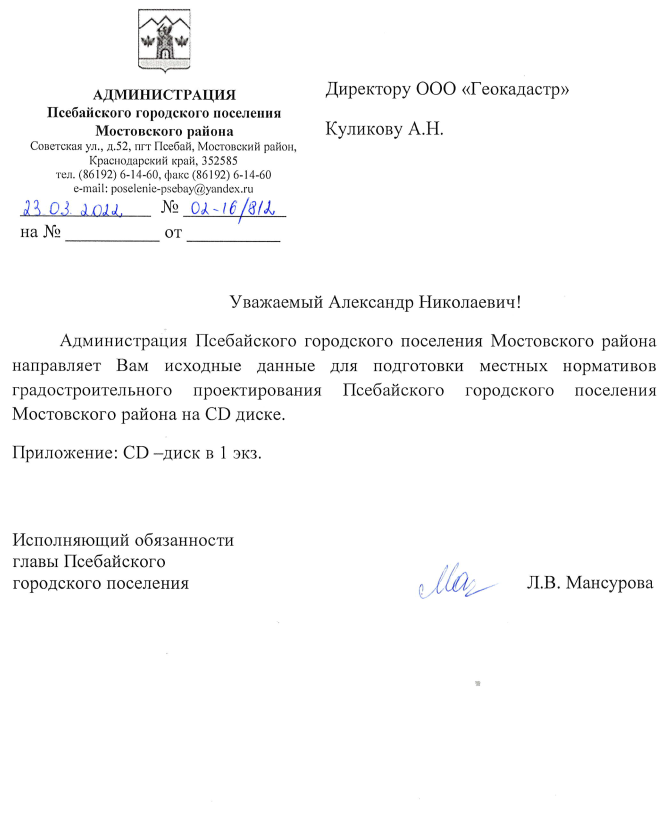 АДМИНИСТРАЦИЯ
Псебайского городского поселения
Мостовского района
Советская ул., д.52, пгт Псебай, Мостовский район,
Краснодарский край, 352585
тел. (86192) 6-14-60, факс (86192) 6-14-60
e-mail: poselenie-psebay@yandex.ru
23.03.2022 № 02-16/812
на № __________ от __________
Директору ООО «Геокадастр»
Куликову А.Н.
Уважаемый Александр Николаевич!
Администрация Псебайского городского поселения Мостовского района
направляет Вам исходные данные для подготовки местных нормативов
градостроительного проектирования Псебайского городского поселения
Мостовского района на CD диске.
Приложение: CD –диск в 1 экз.
Исполняющий обязанности
главы Псебайского
городского поселения
Л.В. Мансурова